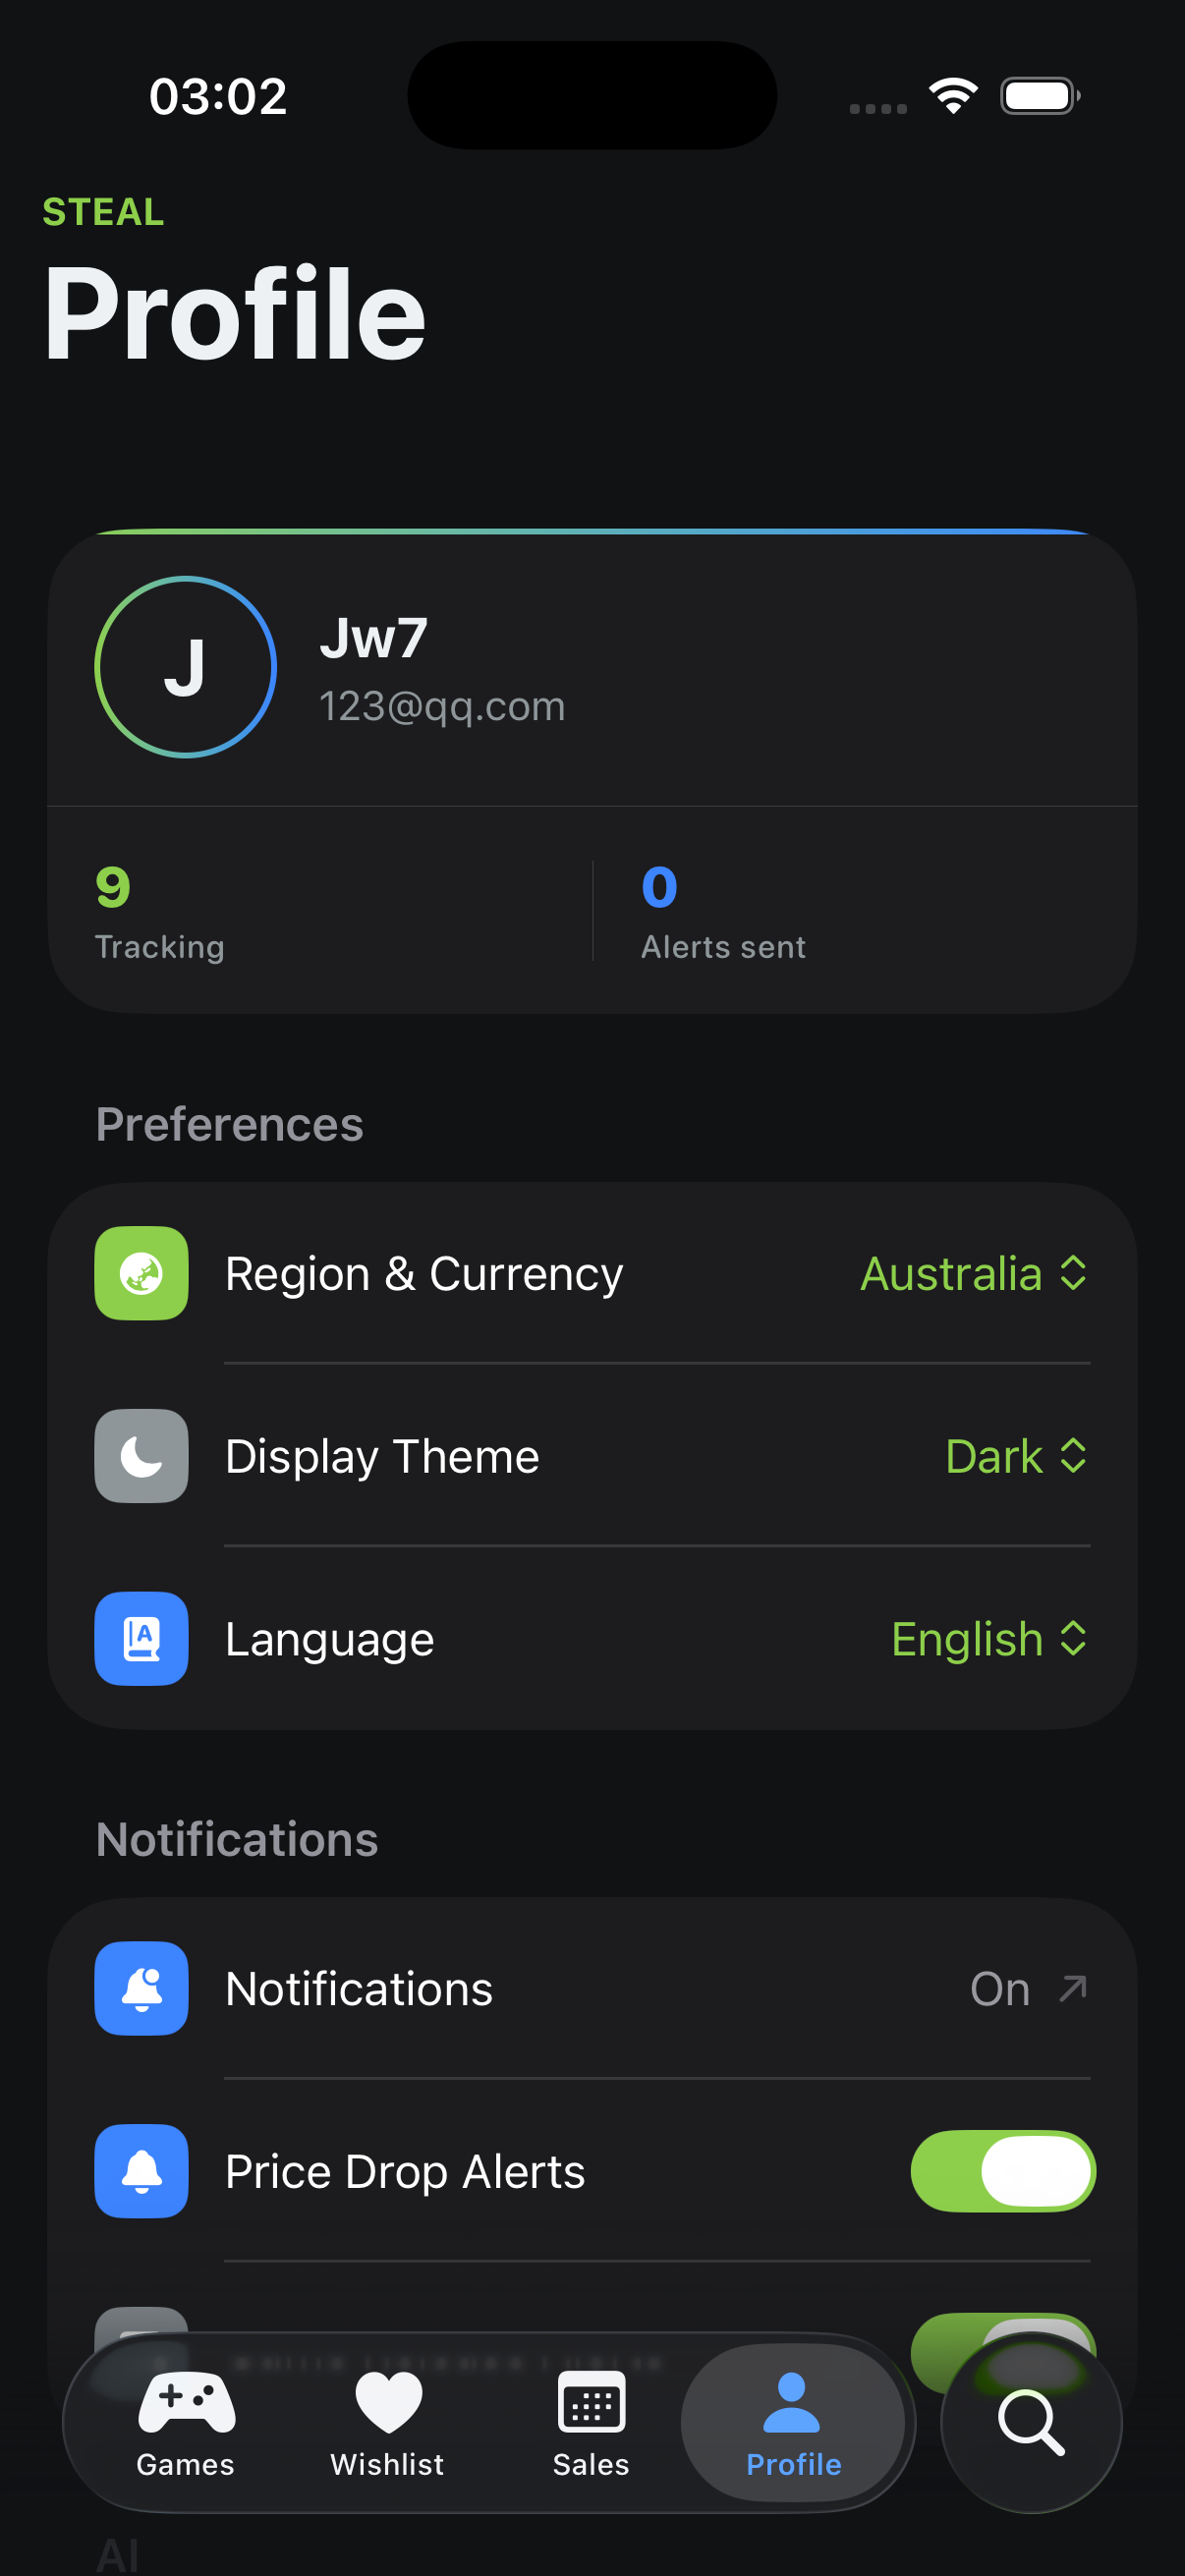 03:02
STEAL
Profile
J
Jw7
123@qq.com
9
Tracking
0
Alerts sent
Preferences
Region & Currency
Australia
Display Theme
Dark
Language
English
Notifications
Notifications
On
Price Drop Alerts
Games
Wishlist
Sales
Profile
AI